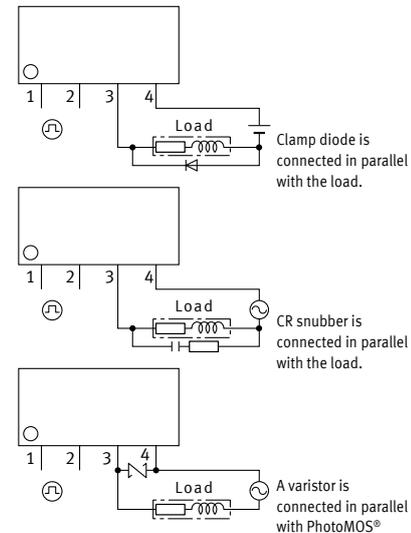 1 2 3 4
Load
Clamp diode is
connected in parallel
with the load.
1 2 3 4
Load
CR snubber is
connected in parallel
with the load.
1 2 3 4
Load
A varistor is
connected in parallel
with PhotoMOS®